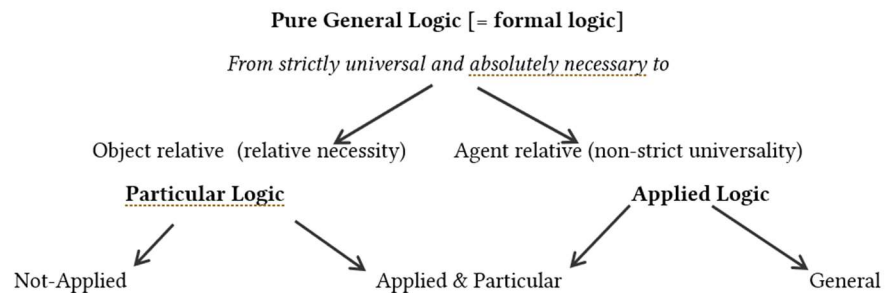 Pure General Logic [= formal logic]
From strictly universal and absolutely necessary to
Object relative (relative necessity) Agent relative (non-strict universality)
Particular Logic Applied Logic
Not-Applied Applied & Particular General